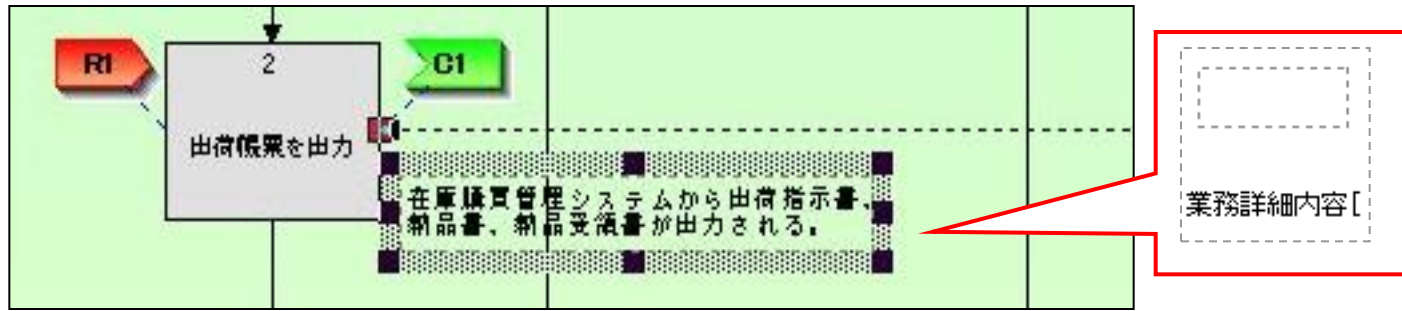 R1
2
C1
出荷帳票を出力
在庫購買管理システムから出荷指示書、
納品書、納品受領書が出力される。
業務詳細内容[